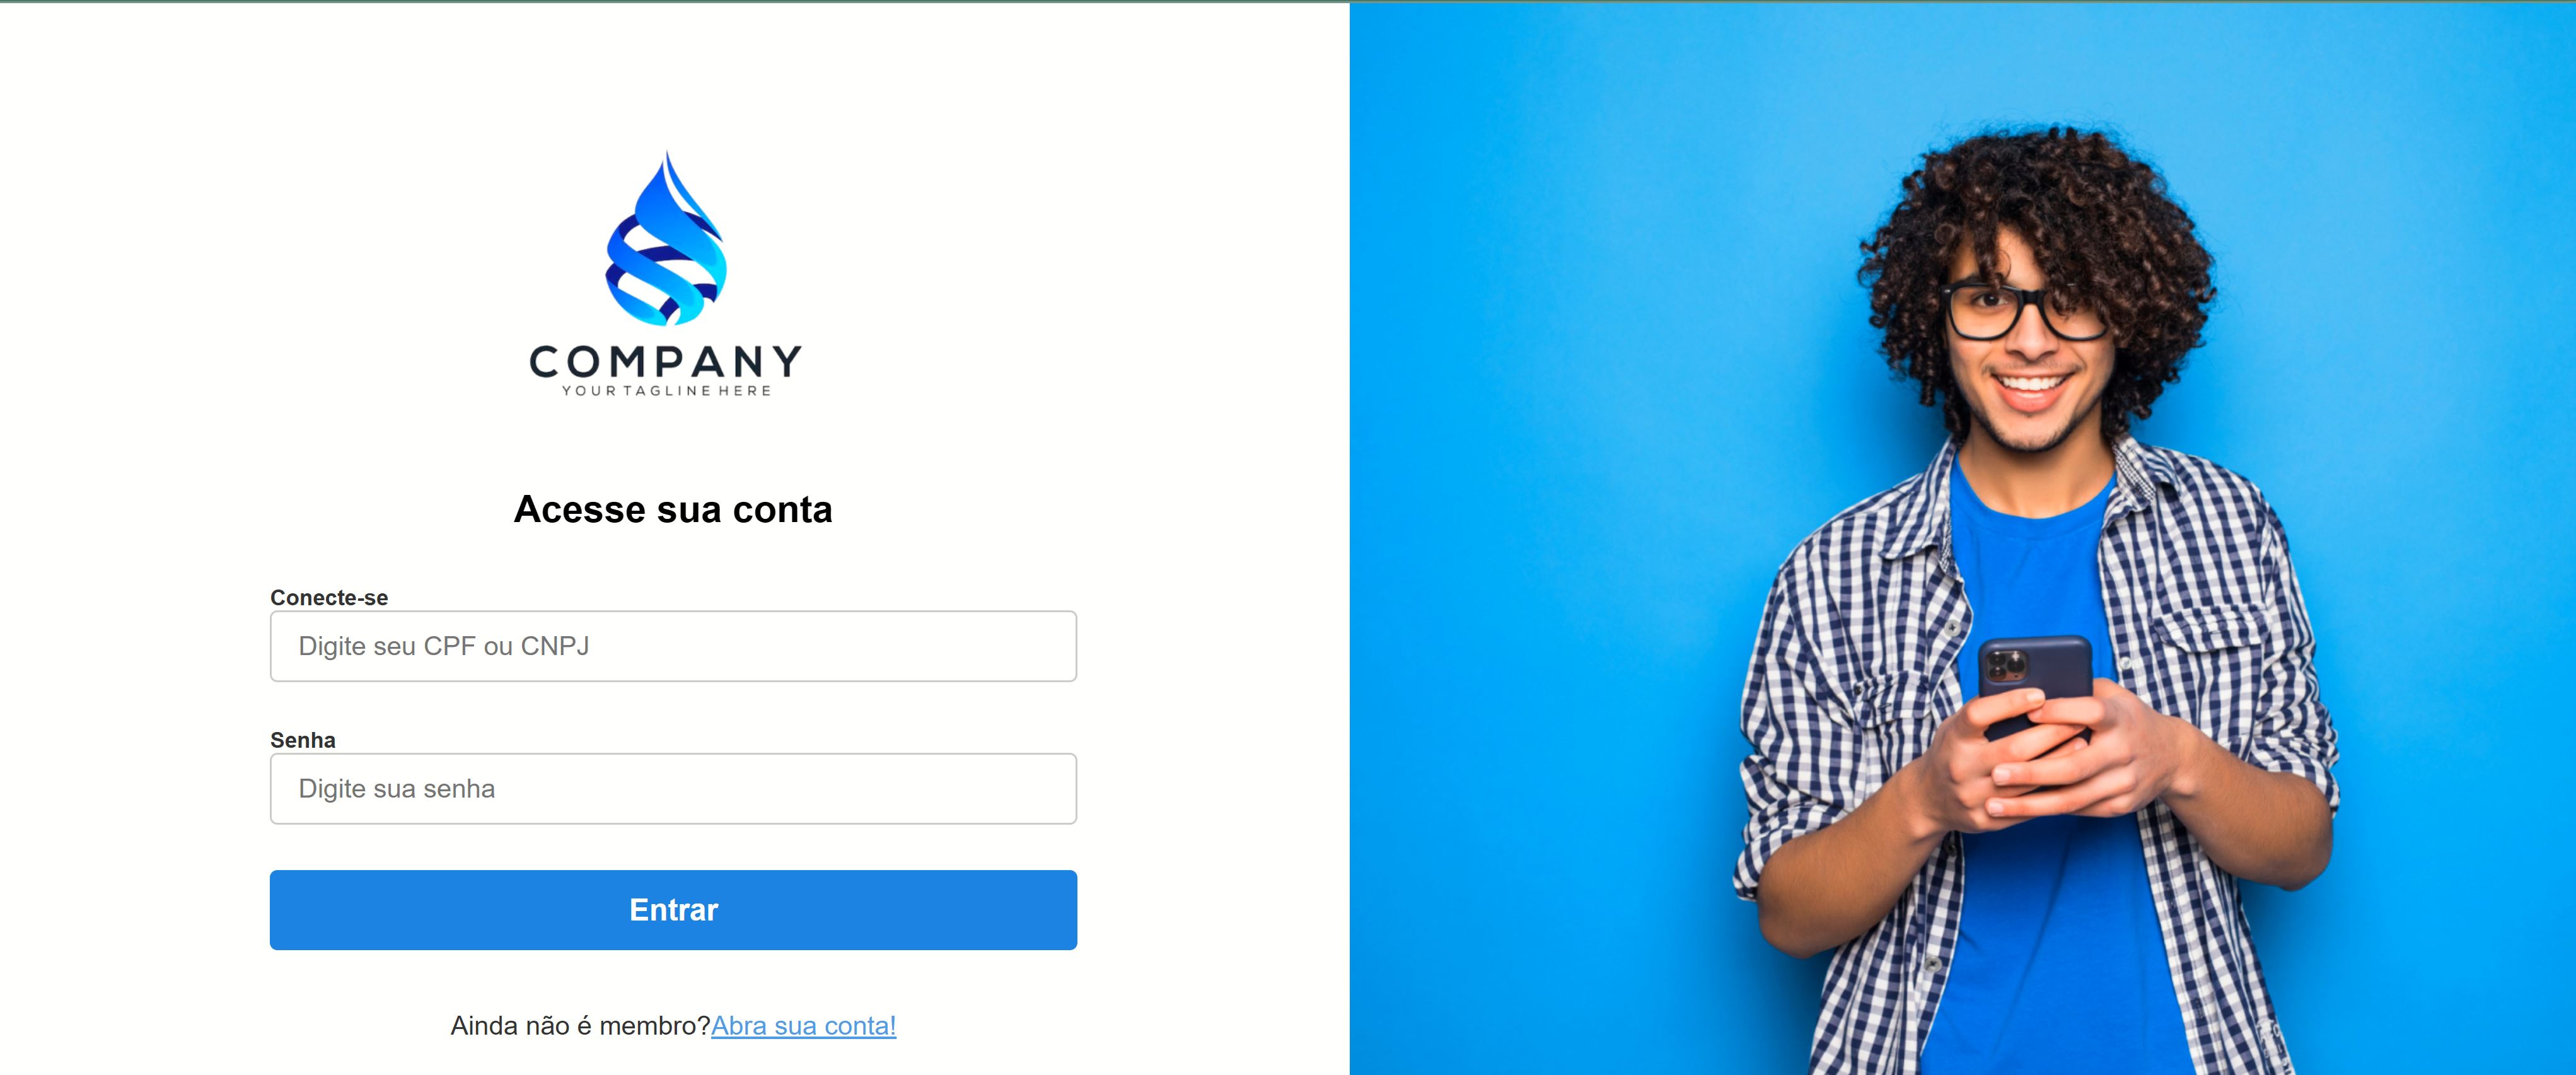 COMPANY
YOUR TAGLINE HERE
Acesse sua conta
Conecte-se
Digite seu CPF ou CNPJ
Senha
Digite sua senha
Entrar
Ainda não é membro?Abra sua conta!